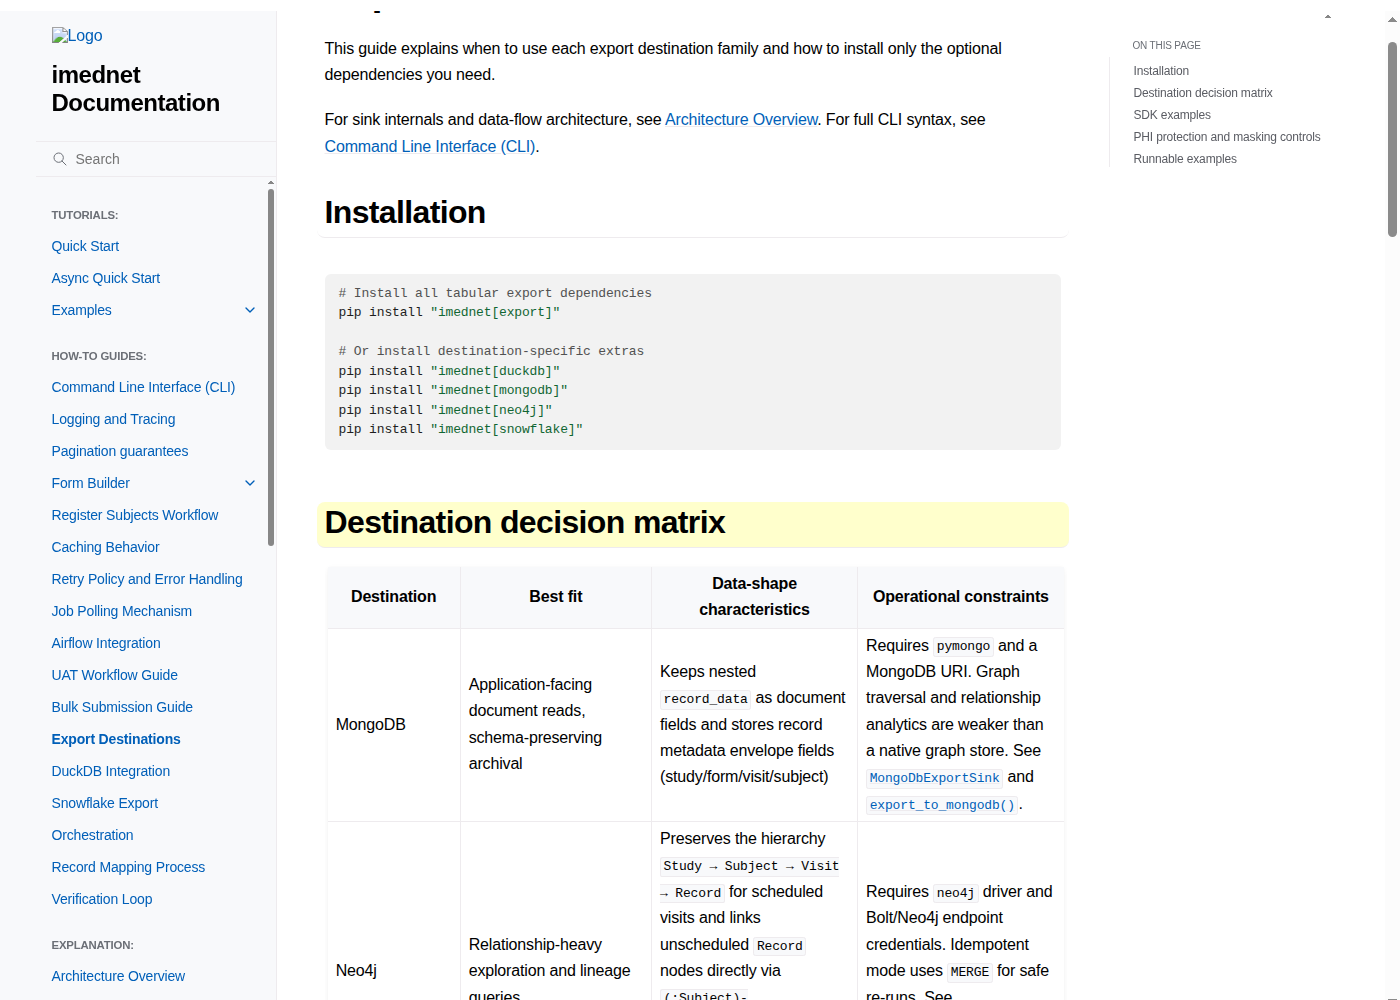 Logo
imednet
Documentation
Search
TUTORIALS:
Quick Start
Async Quick Start
Examples
HOW-TO GUIDES:
Command Line Interface (CLI)
Logging and Tracing
Pagination guarantees
Form Builder
Register Subjects Workflow
Caching Behavior
Retry Policy and Error Handling
Job Polling Mechanism
Airflow Integration
UAT Workflow Guide
Bulk Submission Guide
Export Destinations
DuckDB Integration
Snowflake Export
Orchestration
Record Mapping Process
Verification Loop
EXPLANATION:
Architecture Overview
This guide explains when to use each export destination family and how to install only the optional
dependencies you need.
For sink internals and data-flow architecture, see Architecture Overview. For full CLI syntax, see
Command Line Interface (CLI).
Installation
# Install all tabular export dependencies
pip install "imednet[export]"
# Or install destination-specific extras
pip install "imednet[duckdb]"
pip install "imednet[mongodb]"
pip install "imednet[neo4j]"
pip install "imednet[snowflake]"
Destination decision matrix
Destination
Best fit
Data-shape
characteristics
Operational constraints
MongoDB
Application-facing
document reads,
schema-preserving
archival
Keeps nested
record_data as document
fields and stores record
metadata envelope fields
(study/form/visit/subject)
Requires pymongo and a
MongoDB URI. Graph
traversal and relationship
analytics are weaker than
a native graph store. See
MongoDbExportSink and
export_to_mongodb().
Neo4j
Relationship-heavy
exploration and lineage
queries
Preserves the hierarchy
Study → Subject → Visit
→ Record for scheduled
visits and links
unscheduled Record
nodes directly via
(:Subject)-
Requires neo4j driver and
Bolt/Neo4j endpoint
credentials. Idempotent
mode uses MERGE for safe
re-runs. See
ON THIS PAGE
Installation
Destination decision matrix
SDK examples
PHI protection and masking controls
Runnable examples